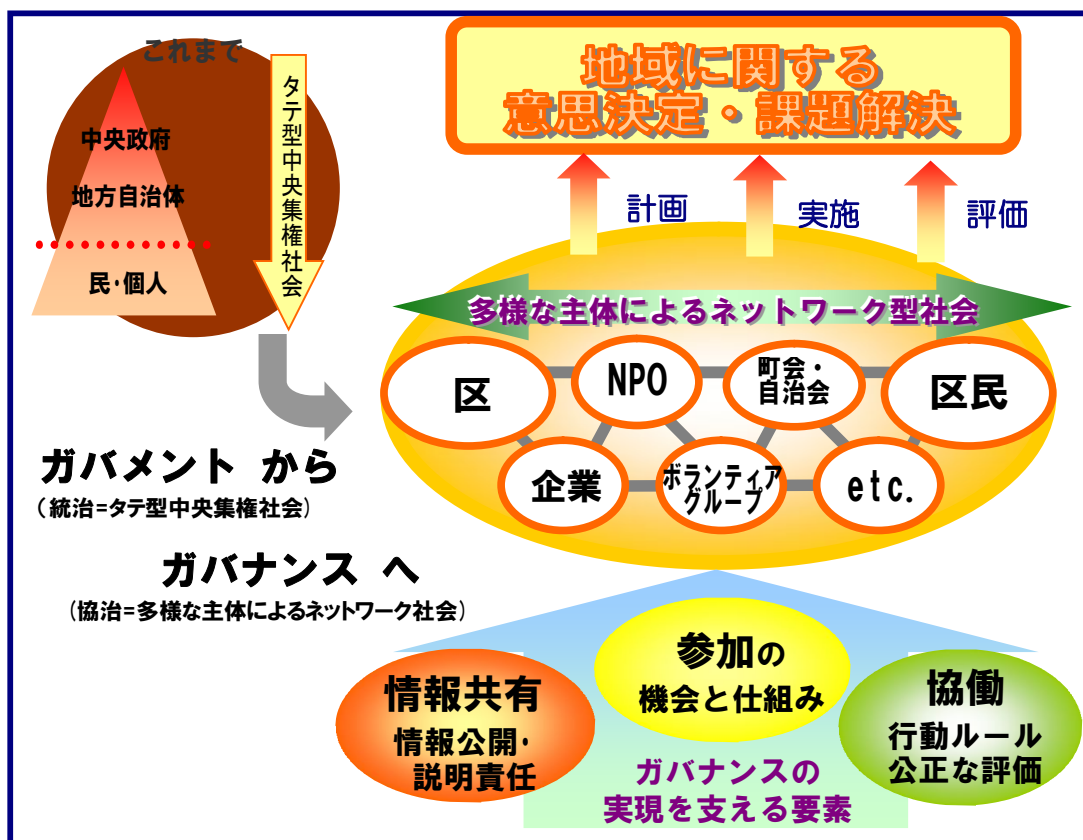 これまで
中央政府
地方自治体
民・個人
タテ型中央集権社会
地域に関する
意思決定・課題解決
計画
実施
評価
多様な主体によるネットワーク型社会
区
NPO
町会・
自治会
区民
企業
ボランティア
グループ
etc.
ガバメント から
（統治=タテ型中央集権社会）
ガバナンス へ
（協治=多様な主体によるネットワーク社会）
情報共有
情報公開・
説明責任
参加の
機会と仕組み
協働
行動ルール
公正な評価
ガバナンスの
実現を支える要素